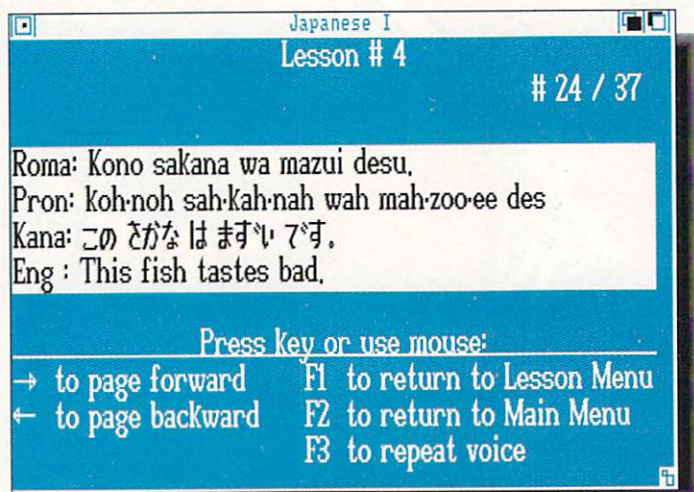 Japanese I
Lesson # 4
# 24 / 37
Roma: Kono sakana wa mazui desu.
Pron: koh·noh sah·kah·nah wah mah·zoo·ee des
Kana: この さかな は まずい です。
Eng : This fish tastes bad.
Press key or use mouse:
→ to page forward F1 to return to Lesson Menu
← to page backward F2 to return to Main Menu
F3 to repeat voice